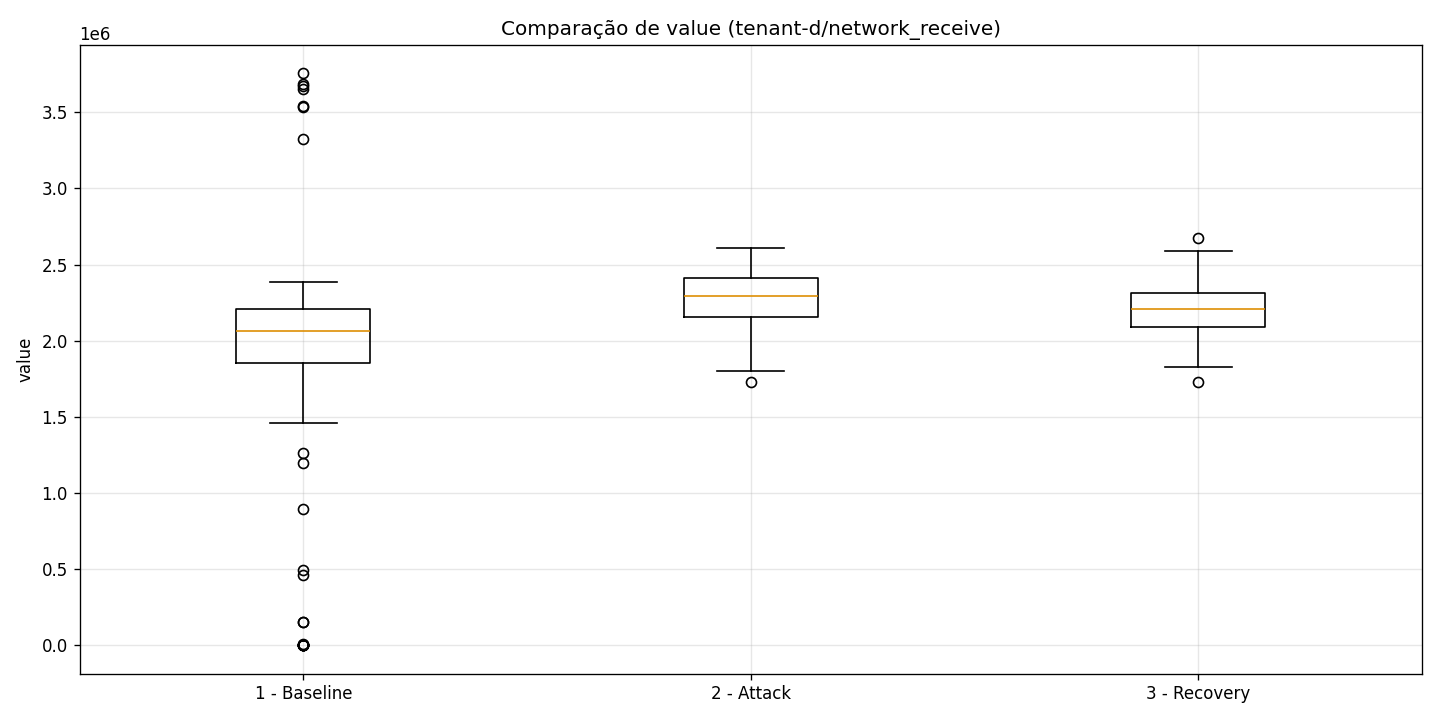 Comparação de value (tenant-d/network_receive)
1e6
3.5
3.0
2.5
2.0
1.5
1.0
0.5
0.0
value
1 - Baseline
2 - Attack
3 - Recovery